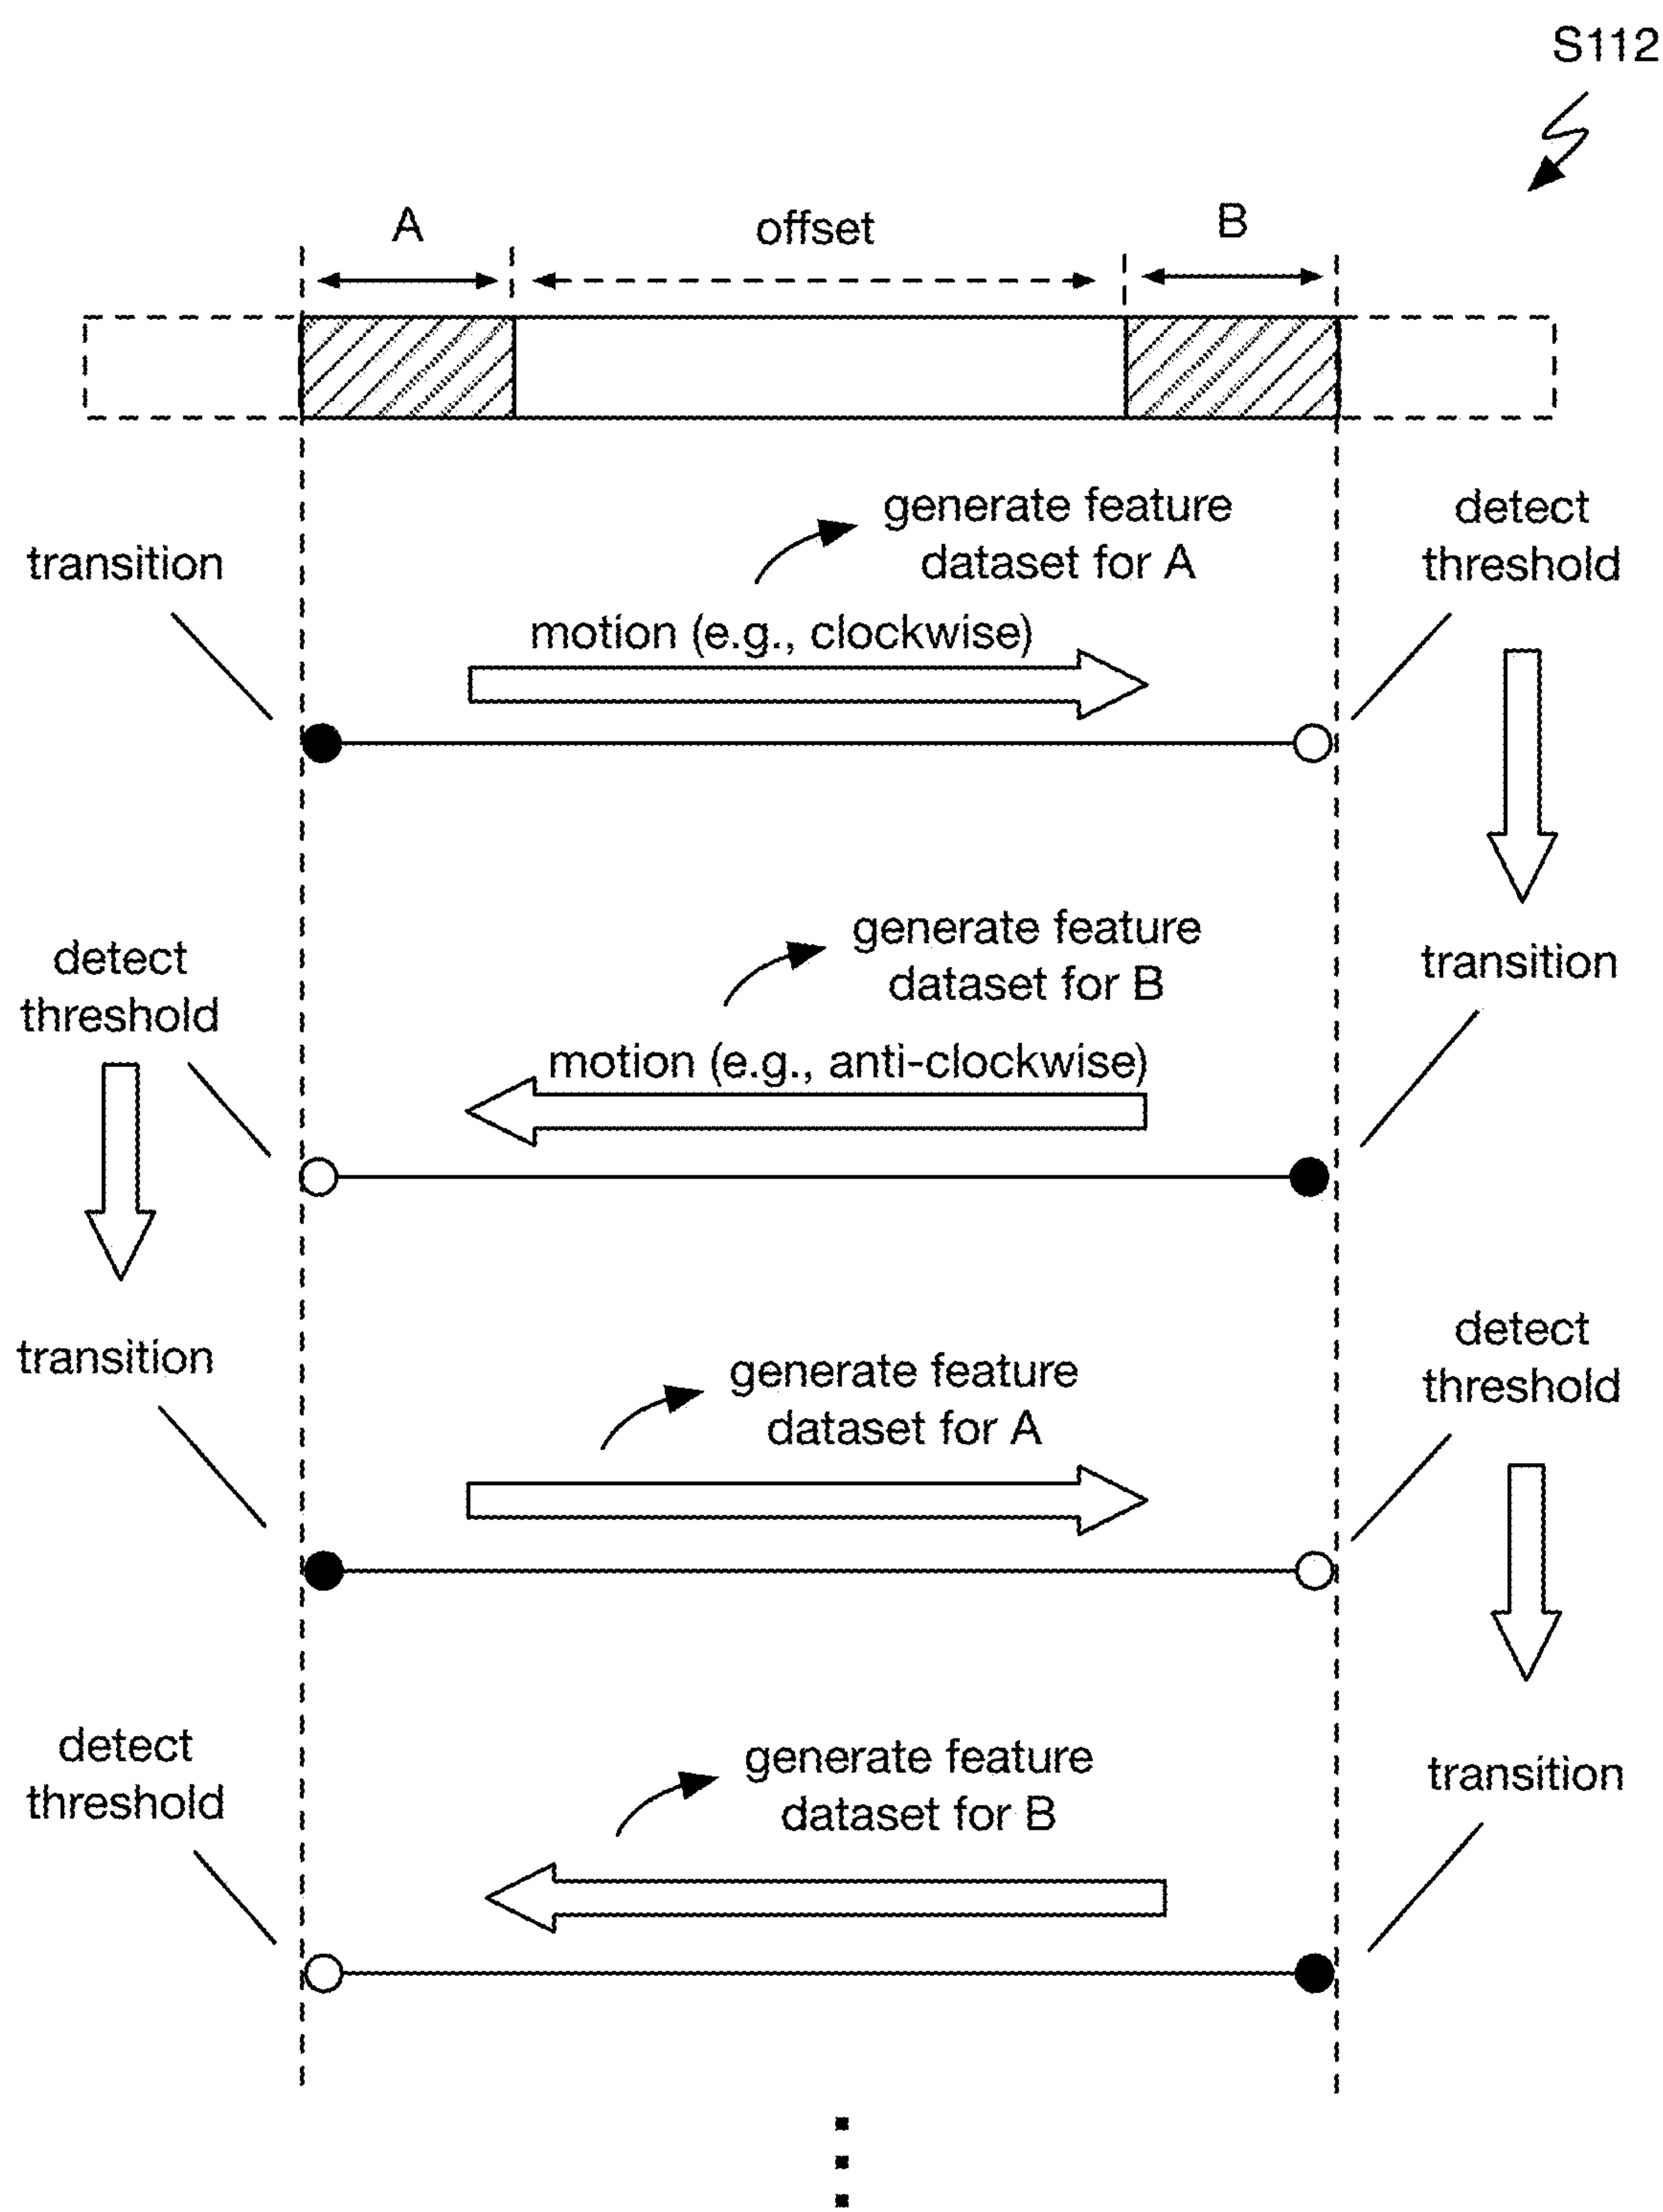 S112
A
offset
B
generate feature
dataset for A
detect
threshold
transition
motion (e.g., clockwise)
generate feature
dataset for B
detect
threshold
transition
motion (e.g., anti-clockwise)
transition
generate feature
dataset for A
detect
threshold
detect
threshold
generate feature
dataset for B
transition